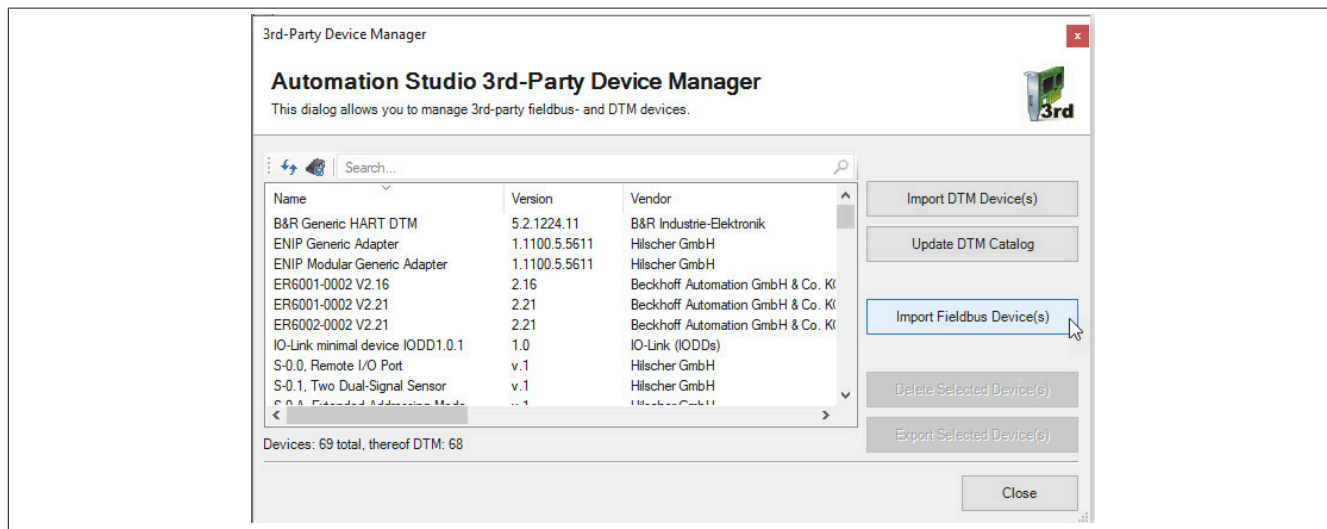 3rd-Party Device Manager
x
Automation Studio 3rd-Party Device Manager
This dialog allows you to manage 3rd-party fieldbus- and DTM devices.
3rd
Search...
Name Version Vendor
B&R Generic HART DTM 5.2.1224.11 B&R Industrie-Elektronik
ENIP Generic Adapter 1.1100.5.5611 Hilscher GmbH
ENIP Modular Generic Adapter 1.1100.5.5611 Hilscher GmbH
ER6001-0002 V2.16 2.16 Beckhoff Automation GmbH & Co. K
ER6001-0002 V2.21 2.21 Beckhoff Automation GmbH & Co. K
ER6002-0002 V2.21 2.21 Beckhoff Automation GmbH & Co. K
IO-Link minimal device IODD1.0.1 1.0 IO-Link (IODDs)
S-0.0, Remote I/O Port v.1 Hilscher GmbH
S-0.1, Two Dual-Signal Sensor v.1 Hilscher GmbH
S-0.A, Extended Addressing Mode v.1 Hilscher GmbH
Devices: 69 total, thereof DTM: 68
Import DTM Device(s)
Update DTM Catalog
Import Fieldbus Device(s)
Delete Selected Device(s)
Export Selected Device(s)
Close